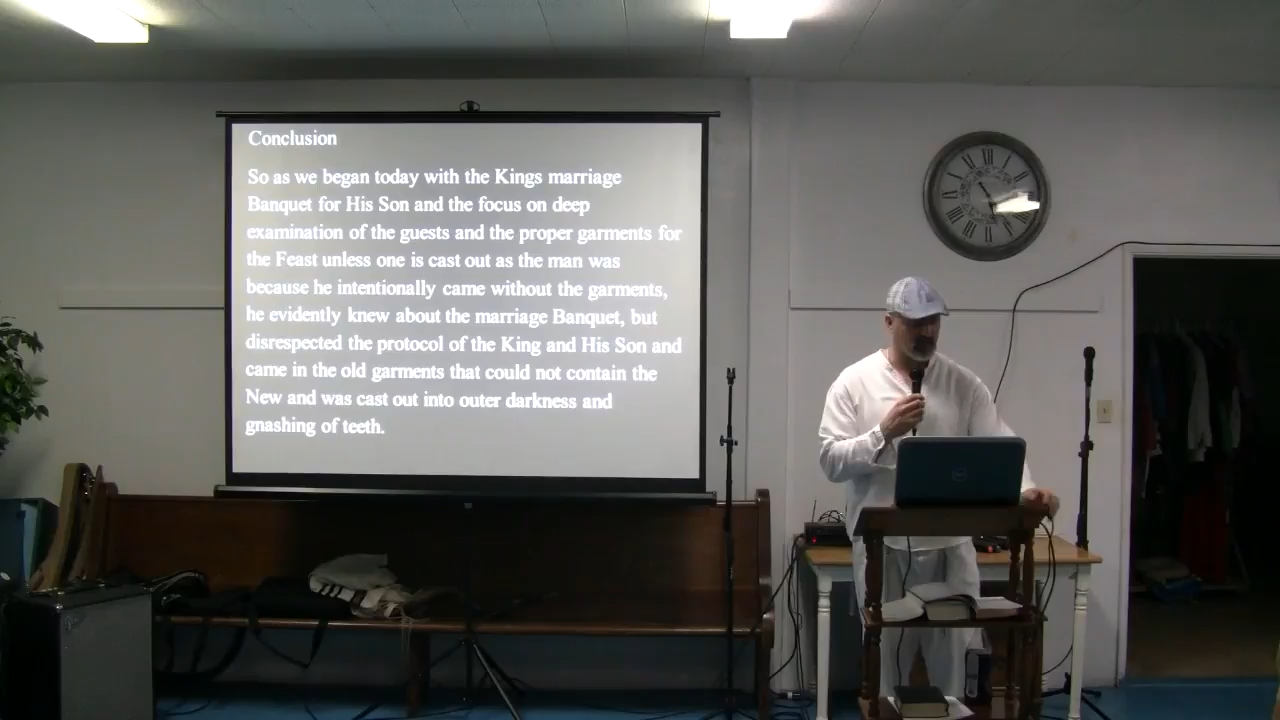 Conclusion
So as we began today with the Kings marriage
Banquet for His Son and the focus on deep
examination of the guests and the proper garments for
the Feast unless one is cast out as the man was
because he intentionally came without the garments,
he evidently knew about the marriage Banquet, but
disrespected the protocol of the King and His Son and
came in the old garments that could not contain the
New and was cast out into outer darkness and
gnashing of teeth.